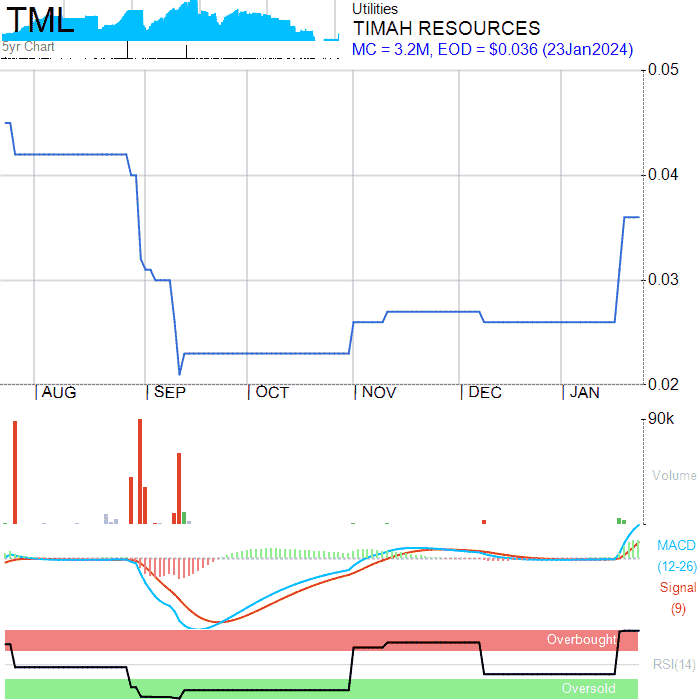 TML
5yr Chart
Utilities
TIMAH RESOURCES
MC = 3.2M, EOD = $0.036 (23Jan2024)
0.05
0.04
0.03
0.02
AUG SEP OCT NOV DEC JAN
90k
Volume
MACD
(12-26)
Signal
(9)
Overbought
RSI(14)
Oversold